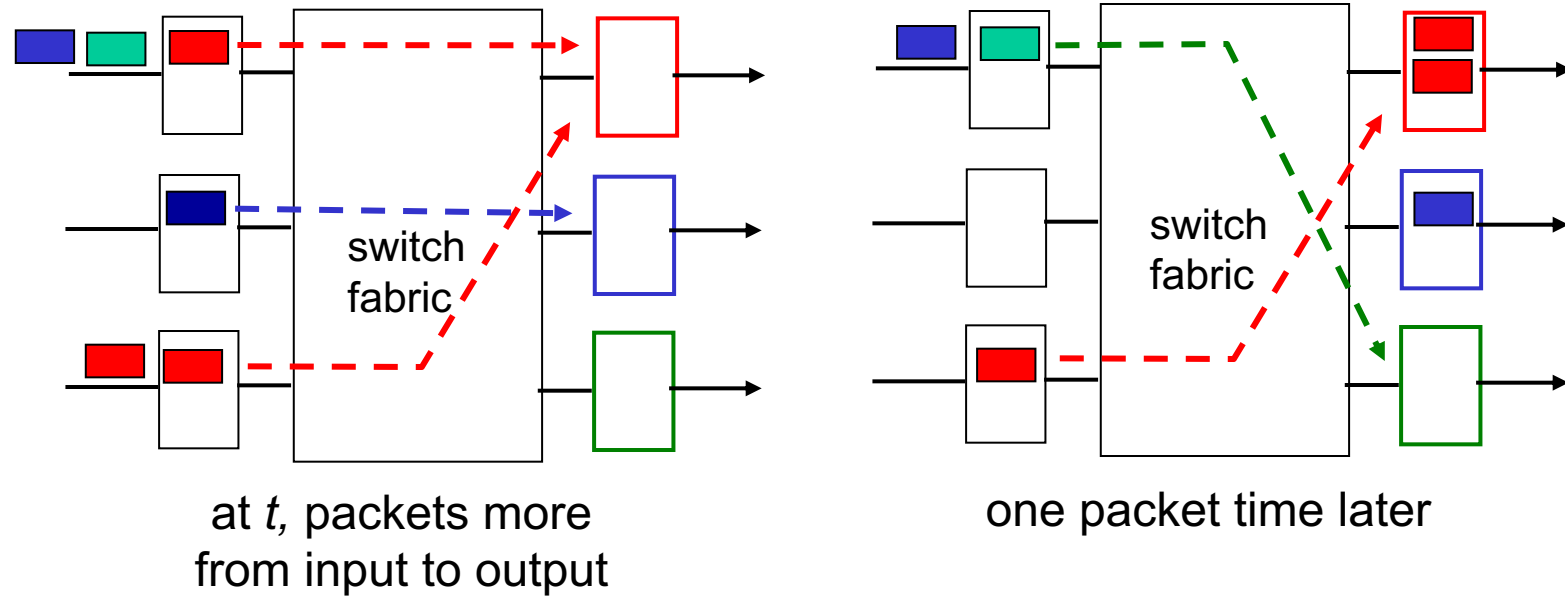 switch
fabric
at t, packets more
from input to output
switch
fabric
one packet time later